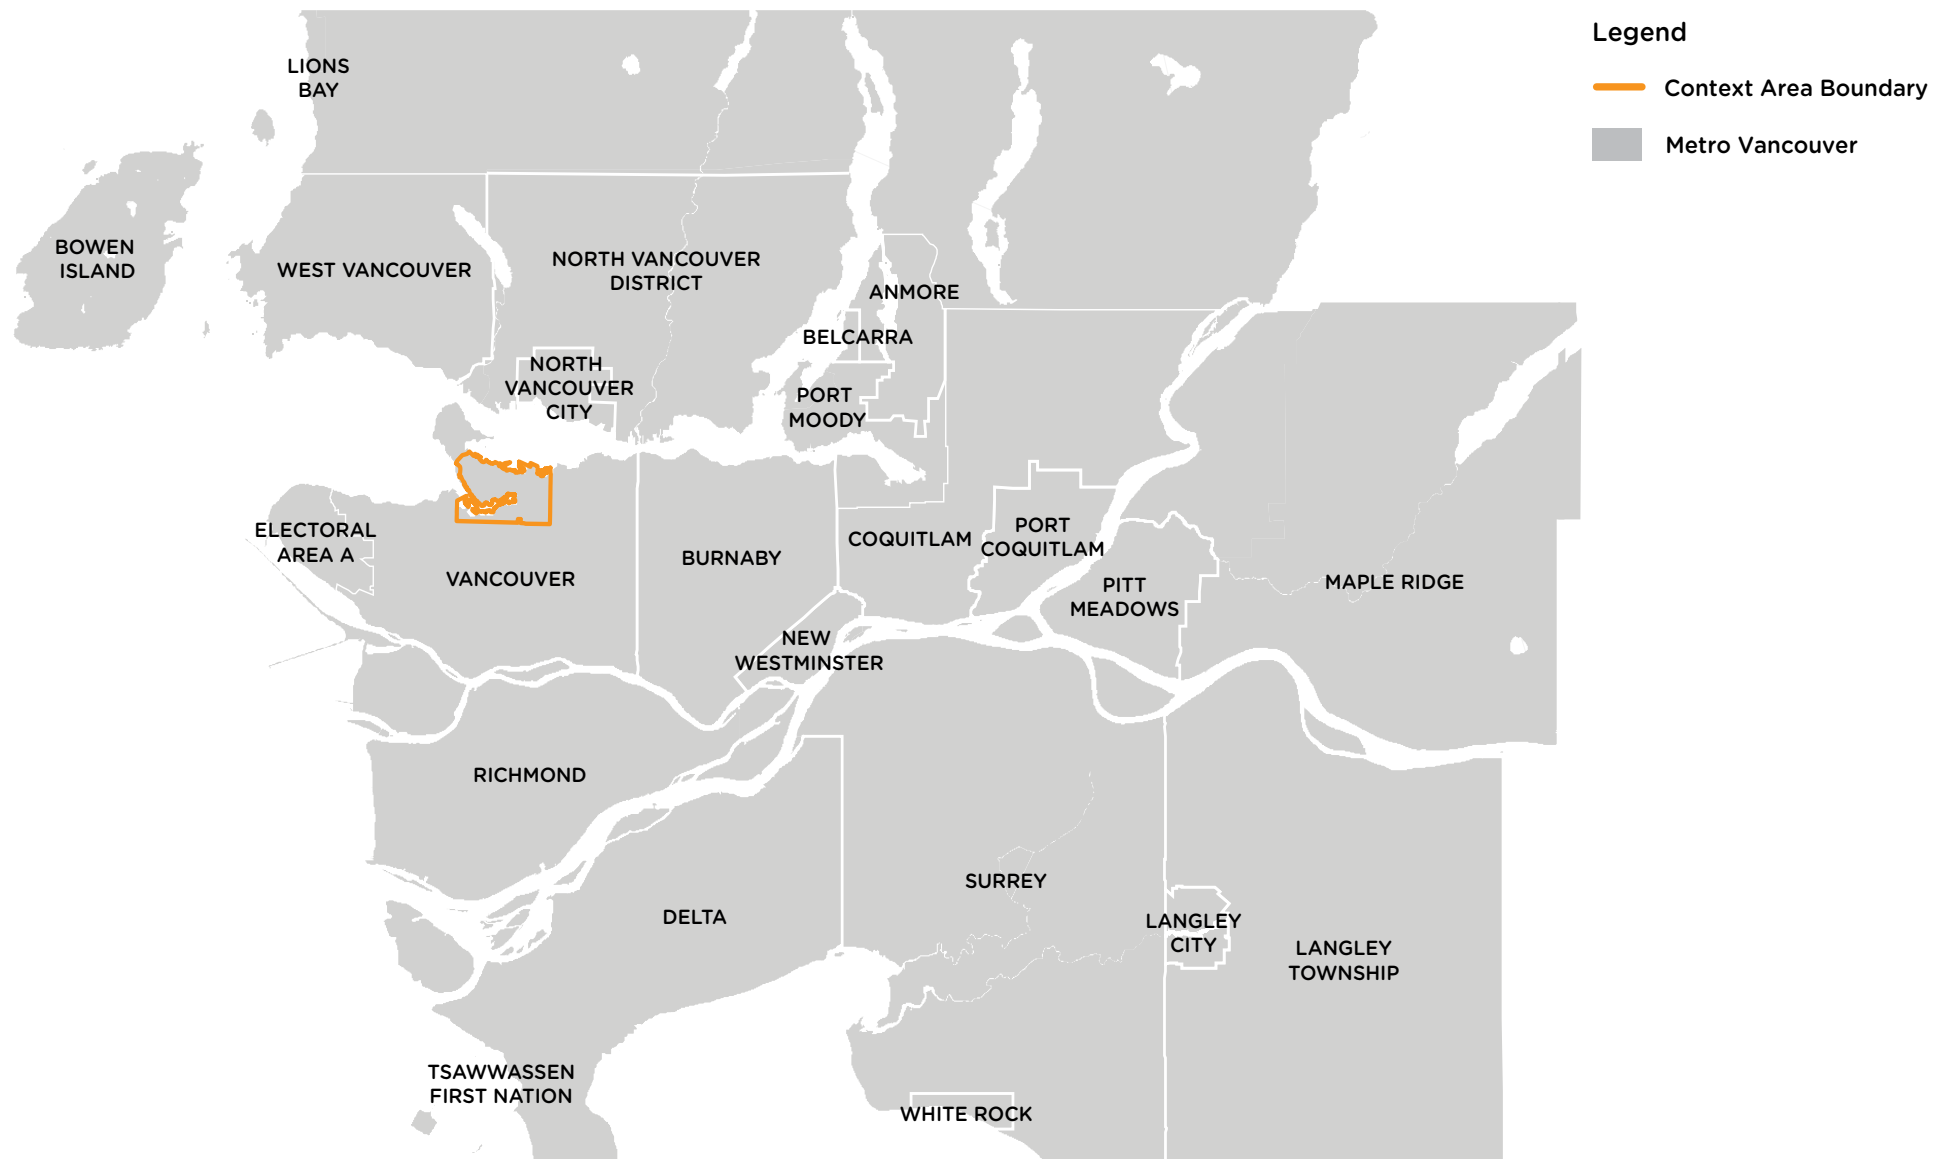 Legend
Context Area Boundary
Metro Vancouver
LIONS
BAY
BOWEN
ISLAND
WEST VANCOUVER
NORTH VANCOUVER
DISTRICT
ANMORE
BELCARRA
NORTH
VANCOUVER
CITY
PORT
MOODY
ELECTORAL
AREA A
VANCOUVER
BURNABY
COQUITLAM
PORT
COQUITLAM
PITT
MEADOWS
MAPLE RIDGE
NEW
WESTMINSTER
RICHMOND
SURREY
DELTA
LANGLEY
CITY
LANGLEY
TOWNSHIP
TSAWWASSEN
FIRST NATION
WHITE ROCK